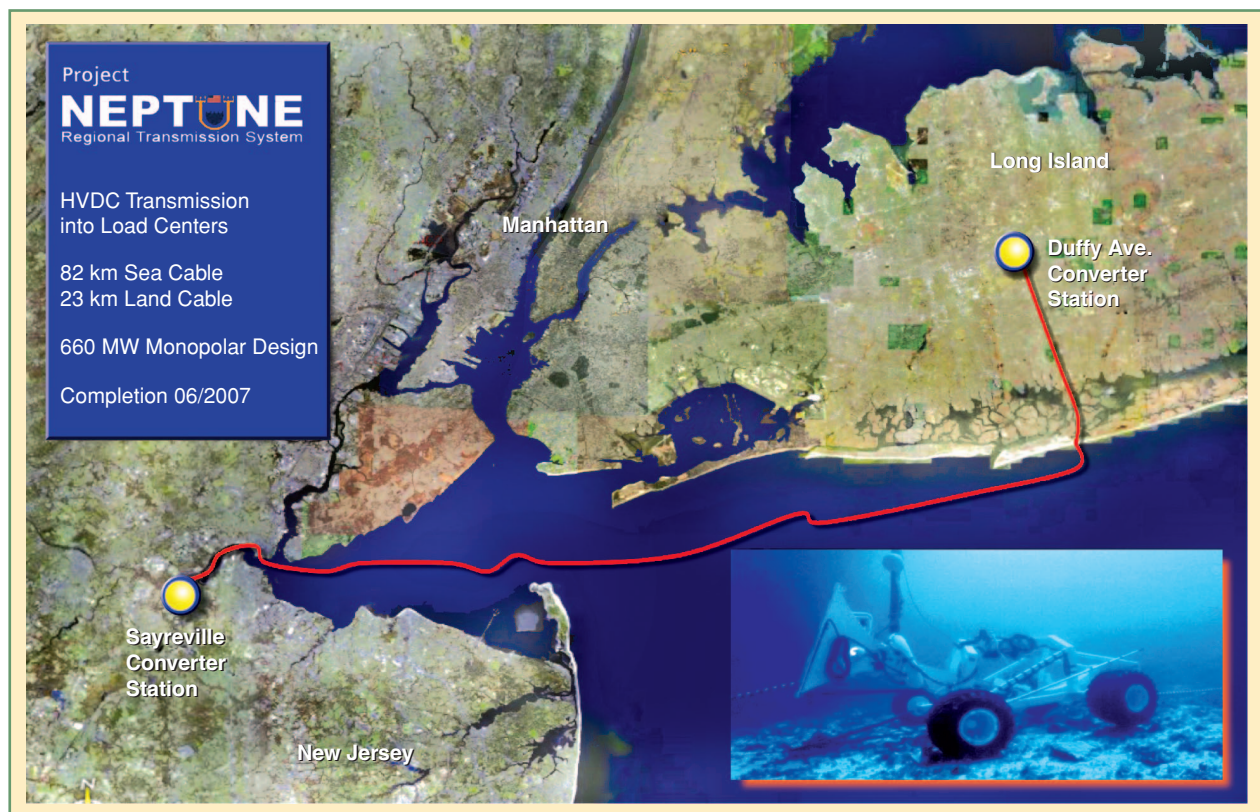 Project
NEPTUNE
Regional Transmission System
HVDC Transmission
into Load Centers
82 km Sea Cable
23 km Land Cable
660 MW Monopolar Design
Completion 06/2007
Manhattan
Long Island
Duffy Ave.
Converter
Station
Sayreville
Converter
Station
New Jersey
N